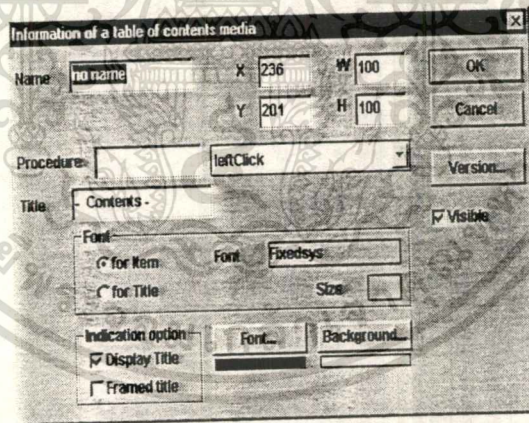 Information of a table of contents media
Name no name X 236 W 100 OK
Y 201 H 100 Cancel
Procedure: leftClick Version...
Title - Contents - Visible
Font
for Item Font Fixedsys
for Title Size
Indication option Font... Background...
Display Title
Framed title